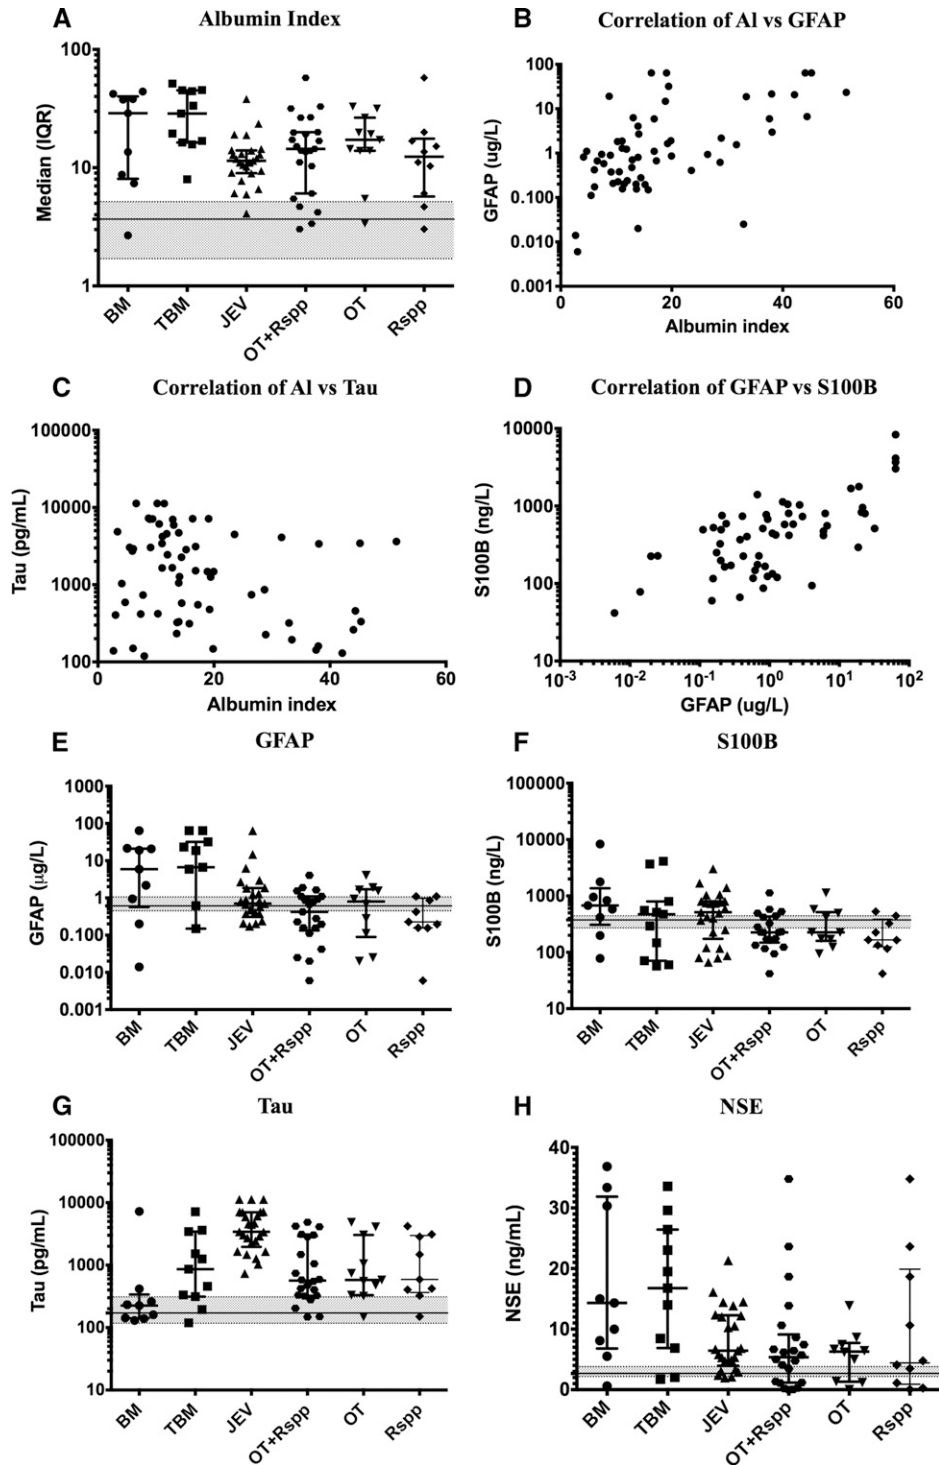 A
Albumin Index
Median (IQR)
100
10
1
BM
TBM
JEV
OT+Rspp
OT
Rspp
B
Correlation of Al vs GFAP
GFAP (ug/L)
100
10
1
0.100
0.010
0.001
0
20
40
60
Albumin index
C
Correlation of Al vs Tau
Tau (pg/mL)
100000
10000
1000
100
0
20
40
60
Albumin index
D
Correlation of GFAP vs S100B
S100B (ng/L)
10000
1000
100
10
10⁻³
10⁻²
10⁻¹
10⁰
10¹
10²
GFAP (ug/L)
E
GFAP
GFAP (µg/L)
1000
100
10
1
0.100
0.010
0.001
BM
TBM
JEV
OT+Rspp
OT
Rspp
F
S100B
S100B (ng/L)
100000
10000
1000
100
10
BM
TBM
JEV
OT+Rspp
OT
Rspp
G
Tau
Tau (pg/mL)
100000
10000
1000
100
10
BM
TBM
JEV
OT+Rspp
OT
Rspp
H
NSE
NSE (ng/mL)
40
30
20
10
0
BM
TBM
JEV
OT+Rspp
OT
Rspp